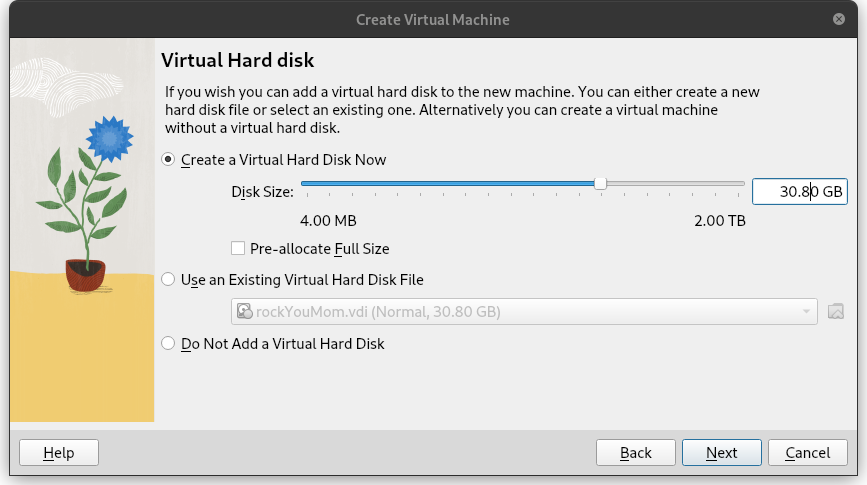 Create Virtual Machine
Virtual Hard disk
If you wish you can add a virtual hard disk to the new machine. You can either create a new
hard disk file or select an existing one. Alternatively you can create a virtual machine
without a virtual hard disk.
Create a Virtual Hard Disk Now
Disk Size: 30.80 GB
4.00 MB 2.00 TB
Pre-allocate Full Size
Use an Existing Virtual Hard Disk File
rockYouMom.vdi (Normal, 30.80 GB)
Do Not Add a Virtual Hard Disk
Help Back Next Cancel